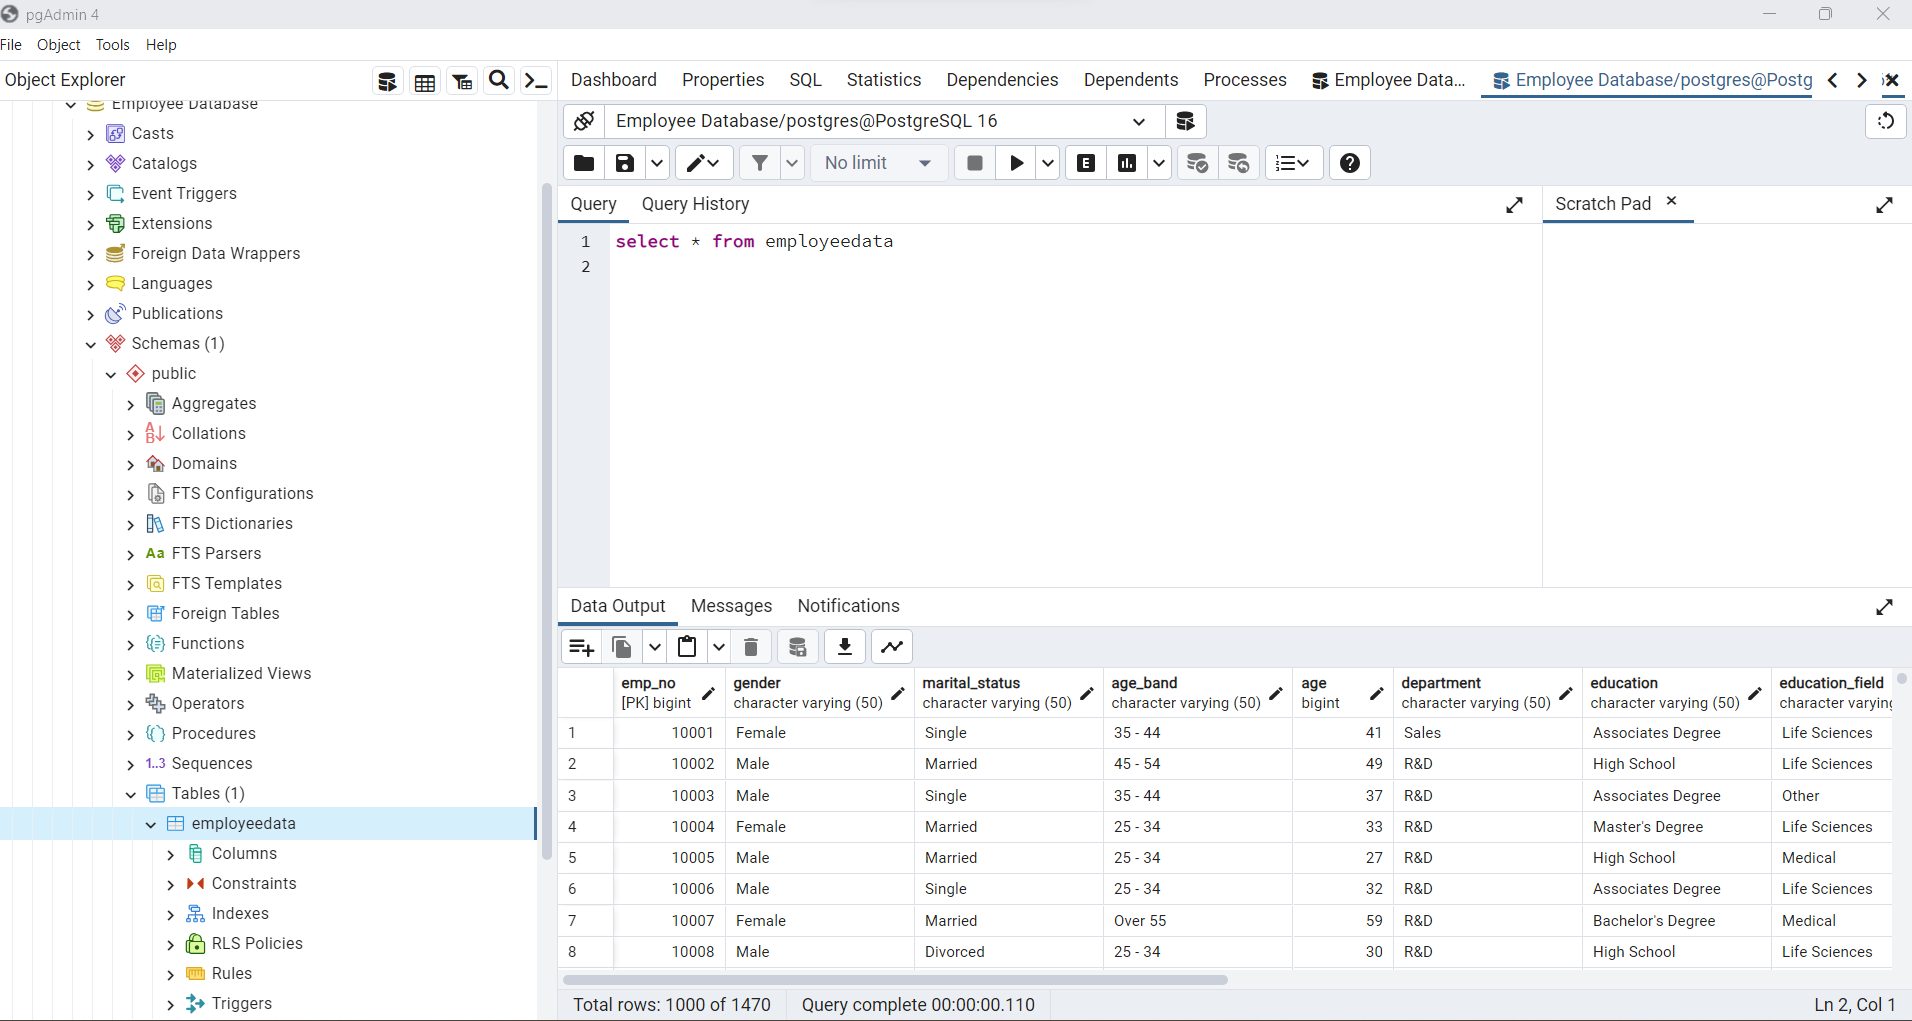 pgAdmin 4
File Object Tools Help
Object Explorer
Dashboard Properties SQL Statistics Dependencies Dependents Processes Employee Data... Employee Database/postgres@Postg
Employee Database
Casts
Catalogs
Event Triggers
Extensions
Foreign Data Wrappers
Languages
Publications
Schemas (1)
public
Aggregates
Collations
Domains
FTS Configurations
FTS Dictionaries
Aa FTS Parsers
FTS Templates
Foreign Tables
Functions
Materialized Views
Operators
Procedures
1..3 Sequences
Tables (1)
employeedata
Columns
Constraints
Indexes
RLS Policies
Rules
Triggers
Employee Database/postgres@PostgreSQL 16
No limit E
Query Query History
Scratch Pad
1 select * from employeedata
2
Data Output Messages Notifications
emp_no gender marital_status age_band age department education education_field
[PK] bigint character varying (50) character varying (50) character varying (50) bigint character varying (50) character varying (50) character varying
1 10001 Female Single 35 - 44 41 Sales Associates Degree Life Sciences
2 10002 Male Married 45 - 54 49 R&D High School Life Sciences
3 10003 Male Single 35 - 44 37 R&D Associates Degree Other
4 10004 Female Married 25 - 34 33 R&D Master's Degree Life Sciences
5 10005 Male Married 25 - 34 27 R&D High School Medical
6 10006 Male Single 25 - 34 32 R&D Associates Degree Life Sciences
7 10007 Female Married Over 55 59 R&D Bachelor's Degree Medical
8 10008 Male Divorced 25 - 34 30 R&D High School Life Sciences
Total rows: 1000 of 1470 Query complete 00:00:00.110 Ln 2, Col 1